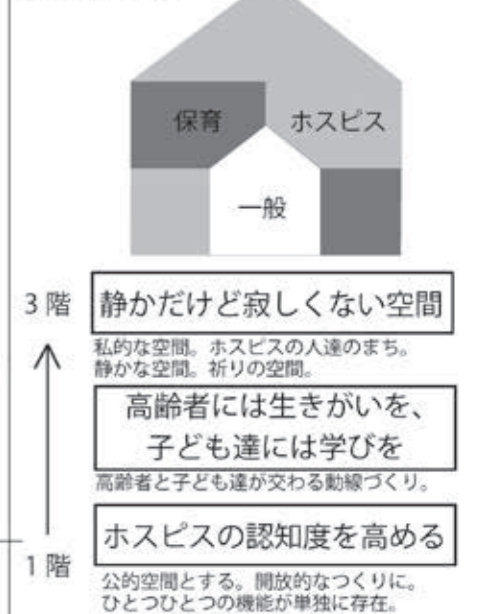 保育
ホスピス
一般
3階
静かだけど寂しくない空間
私的な空間。ホスピスの人達のまち。
静かな空間。祈りの空間。
高齢者には生きがいを、
子ども達には学びを
高齢者と子ども達が交わる動線づくり。
ホスピスの認知度を高める
1階
公的空間とする。開放的なつくりに。
ひとつひとつの機能が単独に存在。